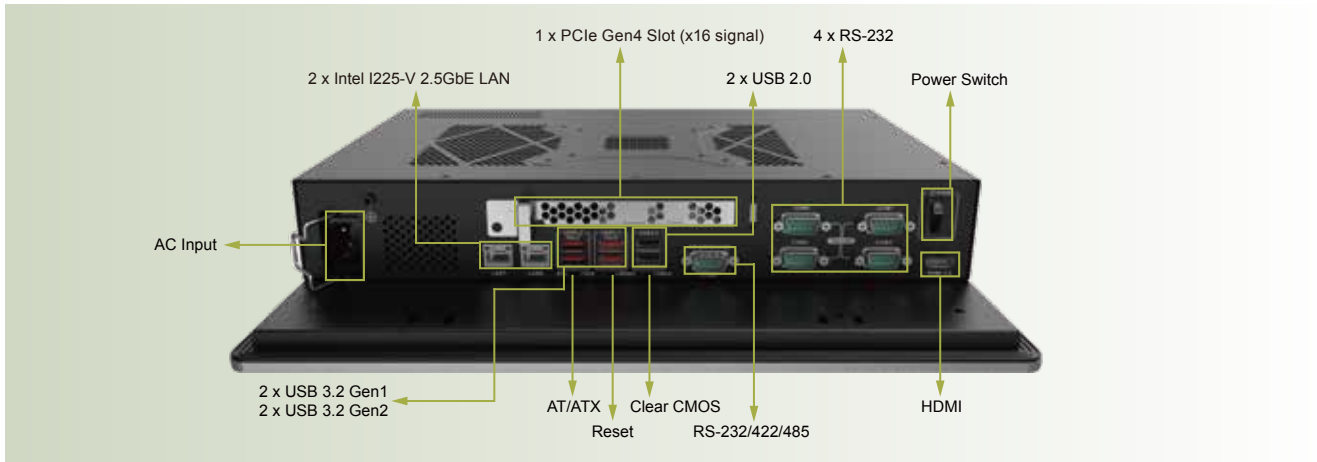 1 x PCIe Gen4 Slot (x16 signal)
4 x RS-232
2 x Intel I225-V 2.5GbE LAN
2 x USB 2.0
Power Switch
AC Input
2 x USB 3.2 Gen1
2 x USB 3.2 Gen2
AT/ATX
Clear CMOS
HDMI
Reset
RS-232/422/485